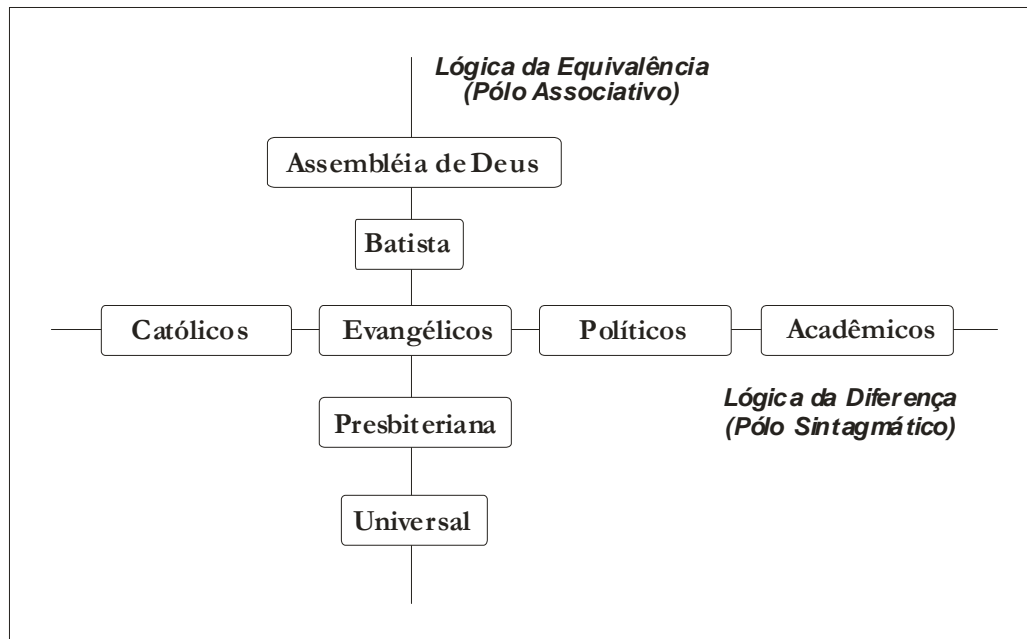 Lógica da Equivalência
(Pólo Associativo)
Assembléia de Deus
Batista
Católicos
Evangélicos
Políticos
Acadêmicos
Lógica da Diferença
(Pólo Sintagmático)
Presbiteriana
Universal